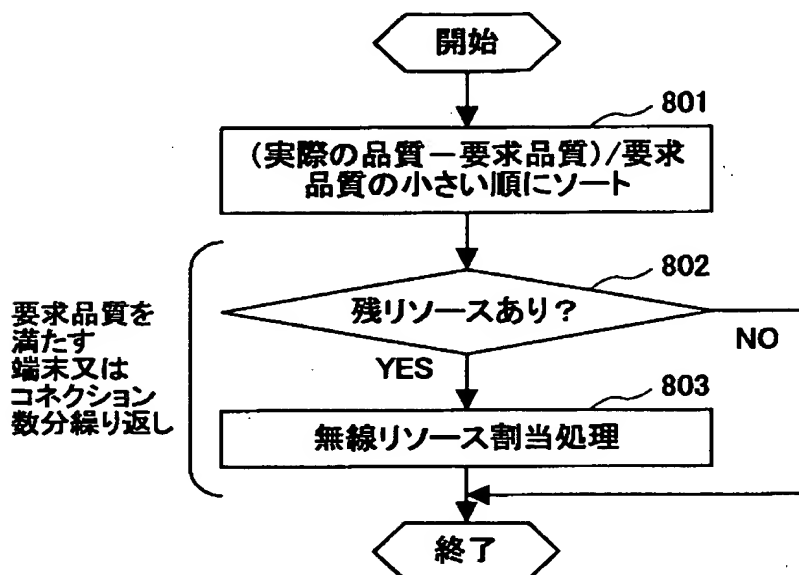 開始
801
(実際の品質－要求品質)/要求
品質の小さい順にソート
802
残リソースあり？
NO
YES
要求品質を
満たす
端末又は
コネクション
数分繰り返し
803
無線リソース割当処理
終了